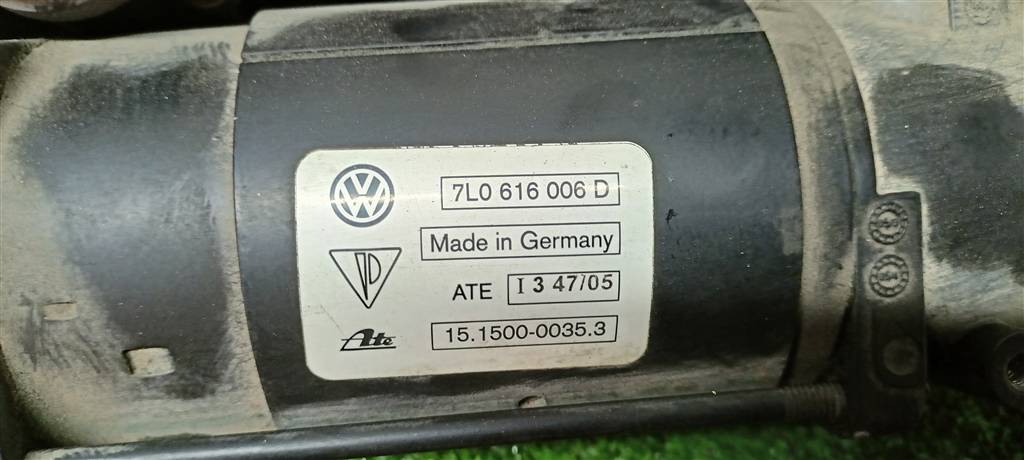 7L0 616 006 D
Made in Germany
ATE I 3 47/05
Ate
15.1500-0035.3